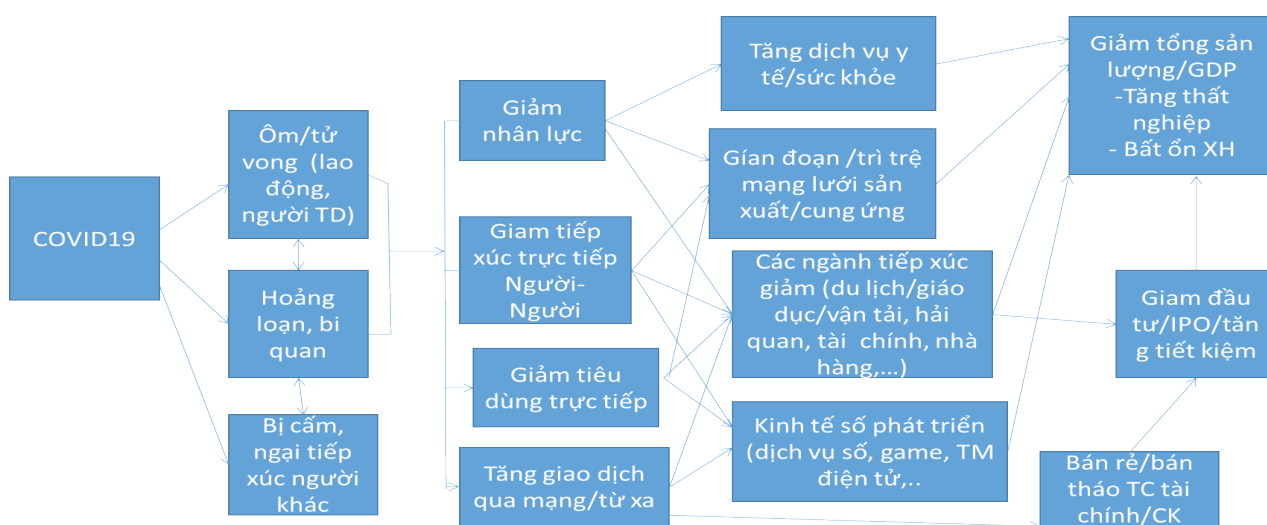 COVID19
Ôm/tử
vong (lao
động,
người TD)
Hoảng
loạn, bi
quan
Bị cấm,
ngại tiếp
xúc người
khác
Giảm
nhân lực
Giam tiếp
xúc trực tiếp
Người-
Người
Giảm tiêu
dùng trực tiếp
Tăng giao dịch
qua mạng/từ xa
Tăng dịch vụ y
tế/sức khỏe
Gían đoạn /trì trệ
mạng lưới sản
xuất/cung ứng
Các ngành tiếp xúc
giảm (du lịch/giáo
dục/vận tải, hải
quan, tài chính, nhà
hàng,...)
Kinh tế số phát triển
(dịch vụ số, game, TM
điện tử,..
Giảm tổng sản
lượng/GDP
-Tăng thất
nghiệp
- Bất ổn XH
Giam đầu
tư/IPO/tăn
g tiết kiệm
Bán rẻ/bán
tháo TC tài
chính/CK